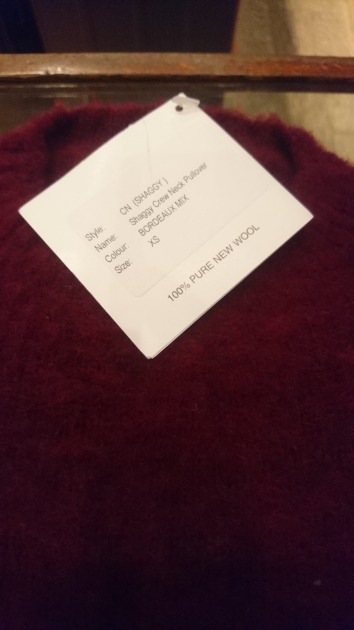 Style: CN (SHAGGY )
Name: Shaggy Crew Neck Pullover
Colour: BORDEAUX MIX
Size: XS
100% PURE NEW WOOL